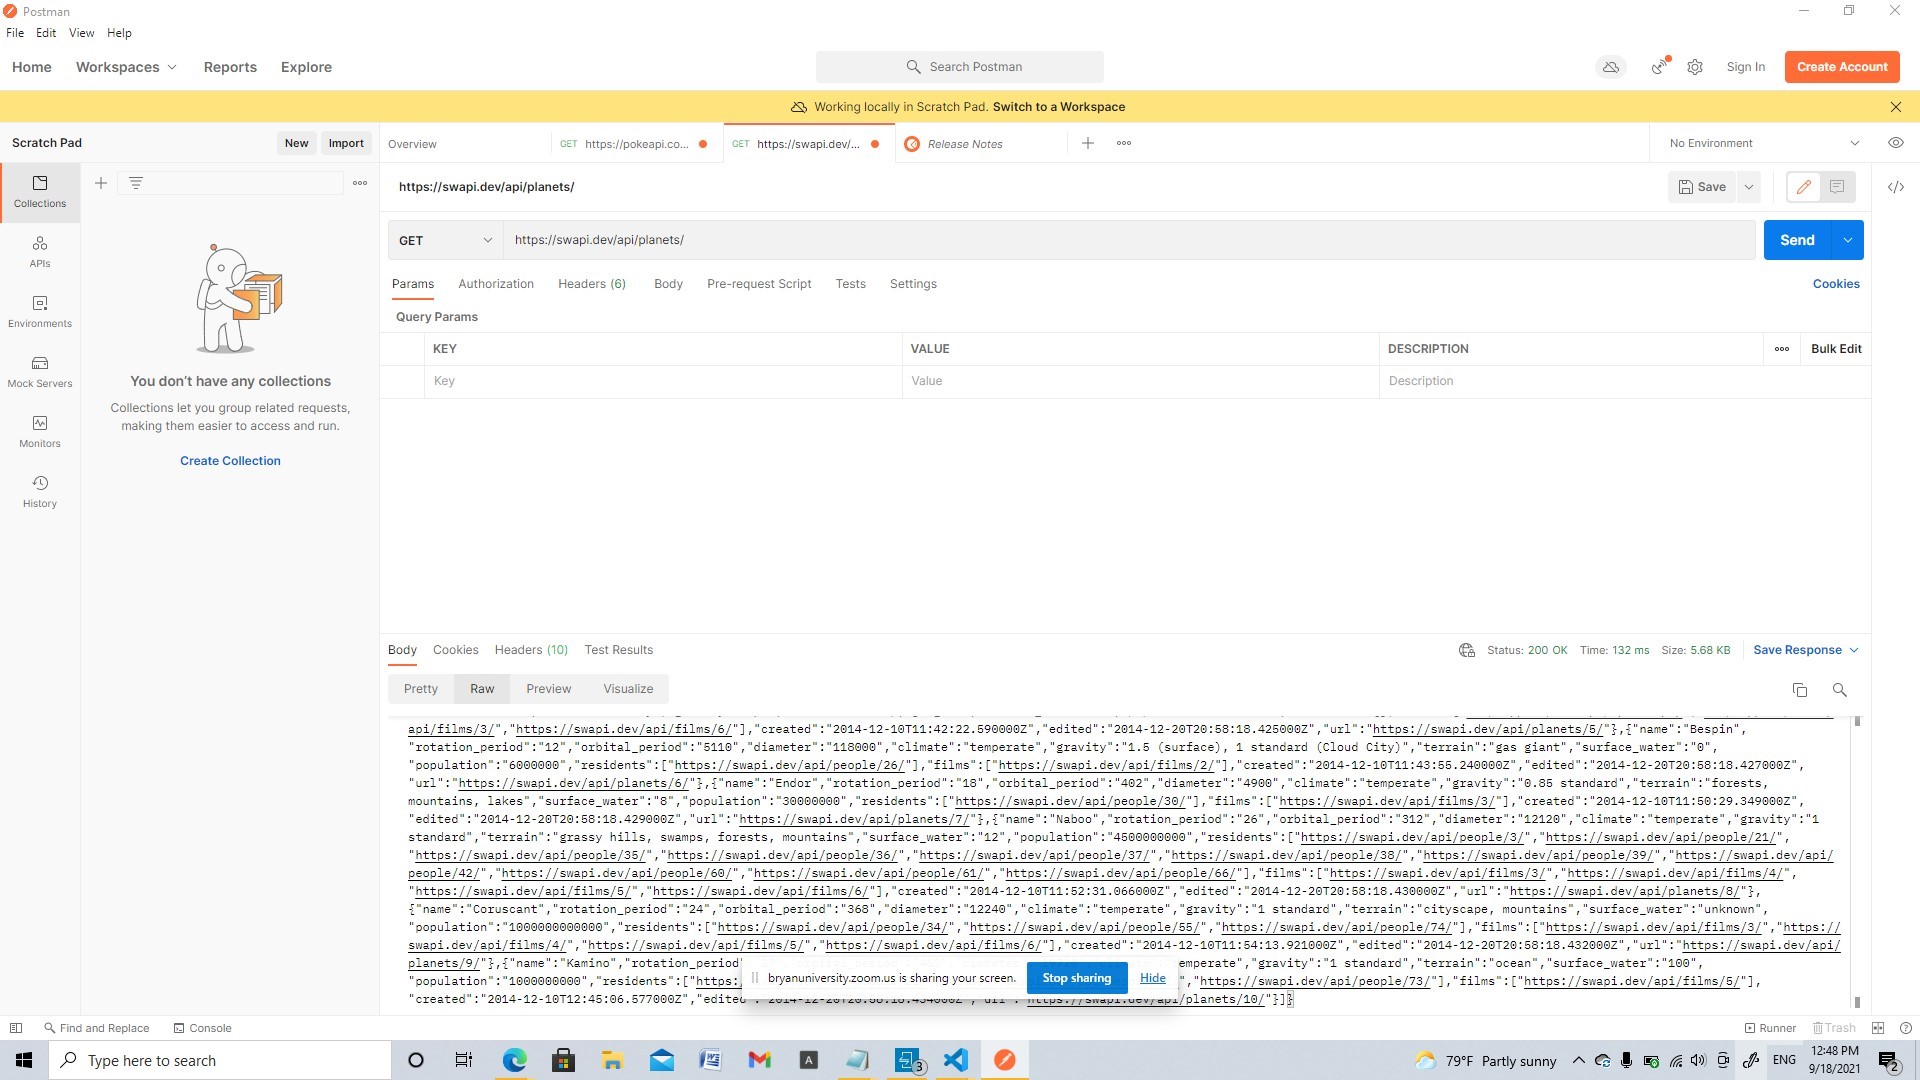 Postman
File Edit View Help
Home Workspaces Reports Explore Search Postman Sign In Create Account
Working locally in Scratch Pad. Switch to a Workspace
Scratch Pad New Import Overview GET https://pokeapi.co... GET https://swapi.dev/... Release Notes No Environment
https://swapi.dev/api/planets/ Save
Collections
GET https://swapi.dev/api/planets/ Send
APIs
Params Authorization Headers (6) Body Pre-request Script Tests Settings Cookies
Environments
Query Params
KEY VALUE DESCRIPTION Bulk Edit
Mock Servers
Key Value Description
You don't have any collections
Collections let you group related requests,
making them easier to access and run.
Monitors
Create Collection
History
Body Cookies Headers (10) Test Results Status: 200 OK Time: 132 ms Size: 5.68 KB Save Response
Pretty Raw Preview Visualize
api/films/3/","https://swapi.dev/api/films/6/"],"created":"2014-12-10T11:42:22.590000Z","edited":"2014-12-20T20:58:18.425000Z","url":"https://swapi.dev/api/planets/5/"},{"name":"Bespin",
"rotation_period":"12","orbital_period":"5110","diameter":"118000","climate":"temperate","gravity":"1.5 (surface), 1 standard (Cloud City)","terrain":"gas giant","surface_water":"0",
"population":"6000000","residents":["https://swapi.dev/api/people/26/"],"films":["https://swapi.dev/api/films/2/"],"created":"2014-12-10T11:43:55.240000Z","edited":"2014-12-20T20:58:18.427000Z",
"url":"https://swapi.dev/api/planets/6/"},{"name":"Endor","rotation_period":"18","orbital_period":"402","diameter":"4900","climate":"temperate","gravity":"0.85 standard","terrain":"forests,
mountains, lakes","surface_water":"8","population":"30000000","residents":["https://swapi.dev/api/people/30/"],"films":["https://swapi.dev/api/films/3/"],"created":"2014-12-10T11:50:29.349000Z",
"edited":"2014-12-20T20:58:18.429000Z","url":"https://swapi.dev/api/planets/7/"},{"name":"Naboo","rotation_period":"26","orbital_period":"312","diameter":"12120","climate":"temperate","gravity":"1
standard","terrain":"grassy hills, swamps, forests, mountains","surface_water":"12","population":"4500000000","residents":["https://swapi.dev/api/people/3/","https://swapi.dev/api/people/21/",
"https://swapi.dev/api/people/35/","https://swapi.dev/api/people/36/","https://swapi.dev/api/people/37/","https://swapi.dev/api/people/38/","https://swapi.dev/api/people/39/","https://swapi.dev/api/
people/42/","https://swapi.dev/api/people/60/","https://swapi.dev/api/people/61/","https://swapi.dev/api/people/66/"],"films":["https://swapi.dev/api/films/3/","https://swapi.dev/api/films/4/",
"https://swapi.dev/api/films/5/","https://swapi.dev/api/films/6/"],"created":"2014-12-10T11:52:31.066000Z","edited":"2014-12-20T20:58:18.430000Z","url":"https://swapi.dev/api/planets/8/"},
{"name":"Coruscant","rotation_period":"24","orbital_period":"368","diameter":"12240","climate":"temperate","gravity":"1 standard","terrain":"cityscape, mountains","surface_water":"unknown",
"population":"1000000000000","residents":["https://swapi.dev/api/people/34/","https://swapi.dev/api/people/55/","https://swapi.dev/api/people/74/"],"films":["https://swapi.dev/api/films/3/","https://
swapi.dev/api/films/4/","https://swapi.dev/api/films/5/","https://swapi.dev/api/films/6/"],"created":"2014-12-10T11:54:13.921000Z","edited":"2014-12-20T20:58:18.432000Z","url":"https://swapi.dev/api/
planets/9/"},{"name":"Kamino","rotation_period" temperate","gravity":"1 standard","terrain":"ocean","surface_water":"100",
"population":"1000000000","residents":["https: ","https://swapi.dev/api/people/73/"],"films":["https://swapi.dev/api/films/5/"],
bryanuniversity.zoom.us is sharing your screen. Stop sharing Hide
"created":"2014-12-10T12:45:06.577000Z","edited":"2014-12-20T20:58:18.434000Z","url":"https://swapi.dev/api/planets/10/"}]}
Find and Replace Console Runner Trash
Type here to search W A 3 79°F Partly sunny ENG 12:48 PM 2
9/18/2021